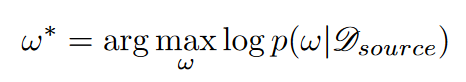 ω* = arg max_ω log p(ω|𝒟_source)